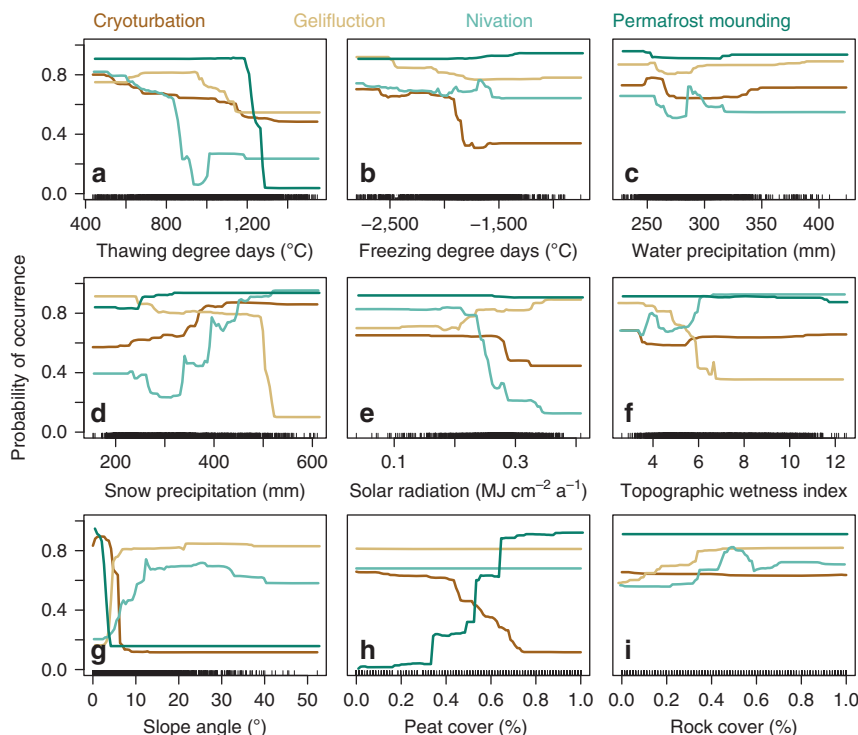 Cryoturbation Gelifluction Nivation Permafrost mounding
0.8
0.4
0.0
a
b
c
400 800 1,200
−2,500 −1,500
250 300 350 400
Thawing degree days (°C)
Freezing degree days (°C)
Water precipitation (mm)
Probability of occurrence
0.8
0.4
0.0
d
e
f
200 400 600
0.1 0.3
4 6 8 10 12
Snow precipitation (mm)
Solar radiation (MJ cm⁻² a⁻¹)
Topographic wetness index
0.8
0.4
0.0
g
h
i
0 10 20 30 40 50
0.0 0.2 0.4 0.6 0.8 1.0
0.0 0.2 0.4 0.6 0.8 1.0
Slope angle (°)
Peat cover (%)
Rock cover (%)